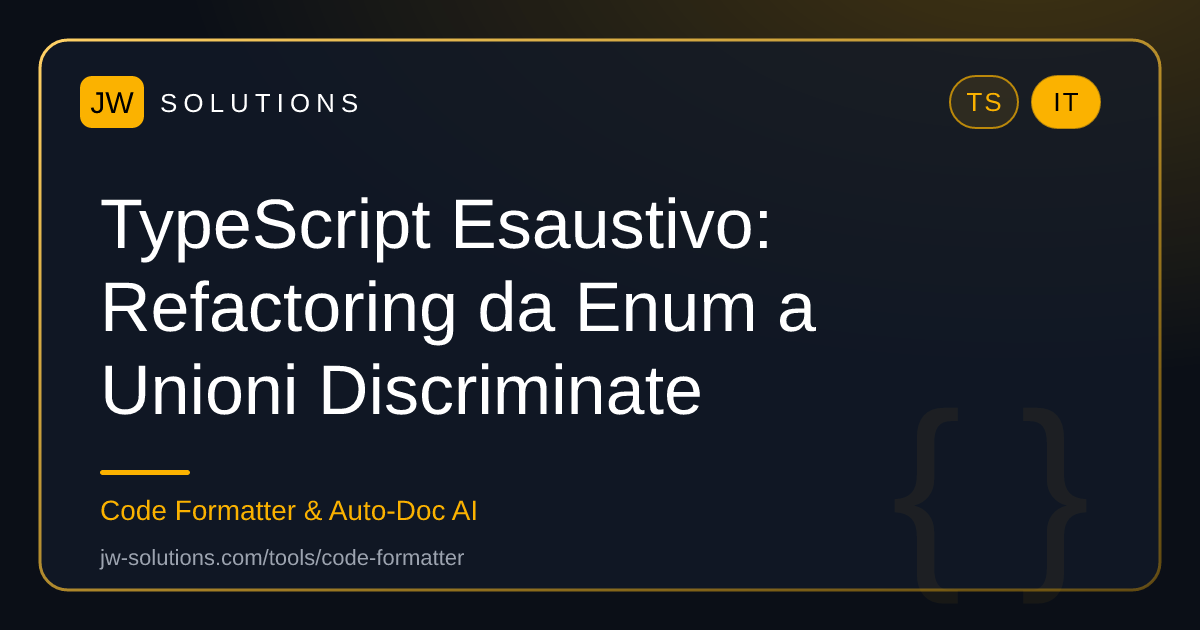 JW SOLUTIONS
TS IT
TypeScript Esaustivo:
Refactoring da Enum a
Unioni Discriminate
Code Formatter & Auto-Doc AI
jw-solutions.com/tools/code-formatter
{ }